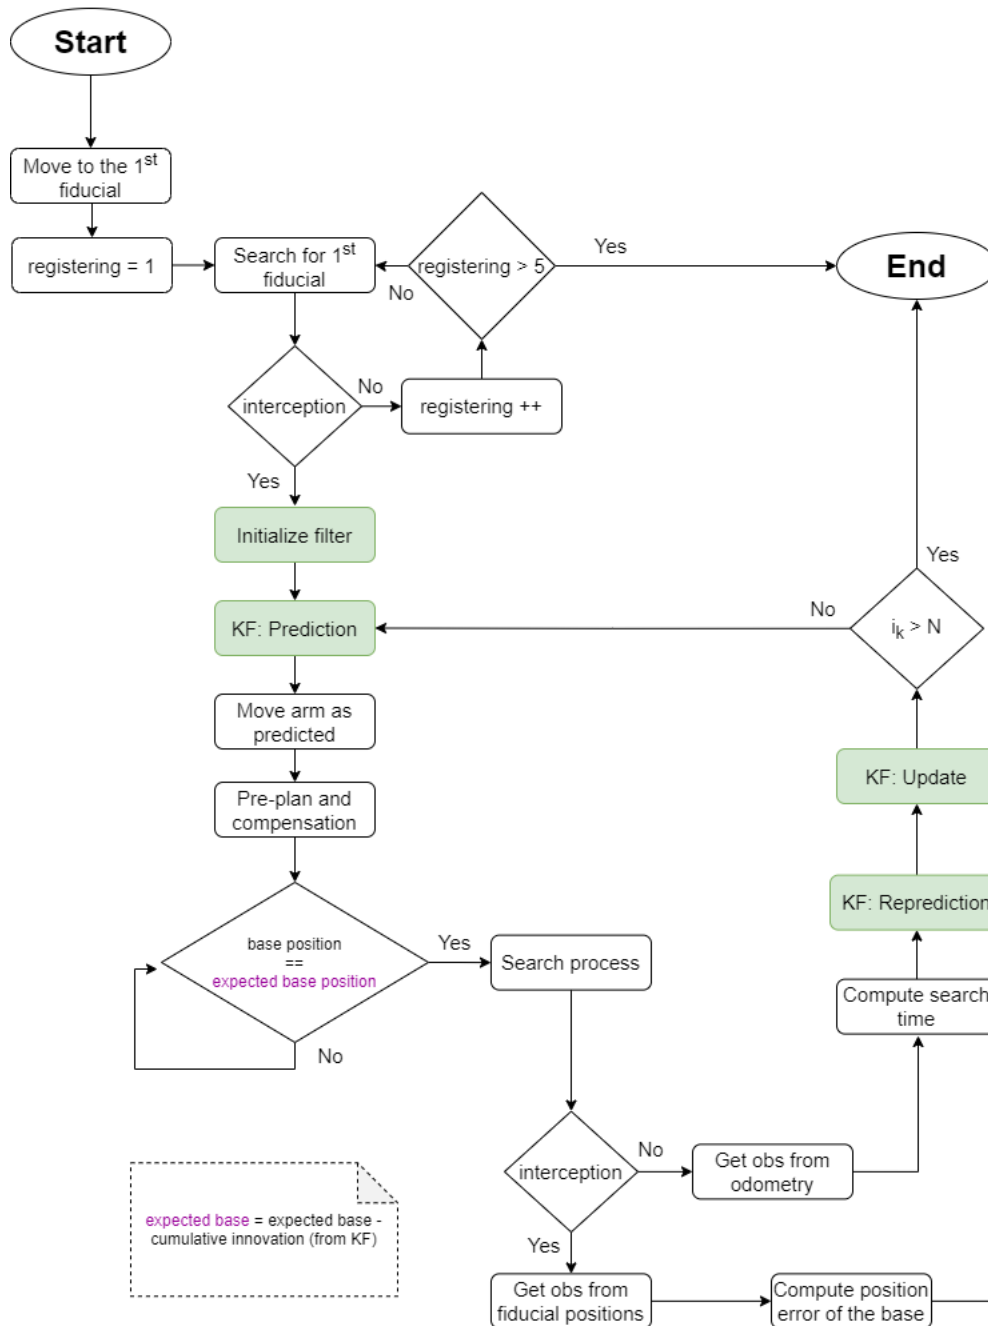 Start
Move to the 1st
fiducial
registering = 1
Search for 1st
fiducial
registering > 5
Yes
No
End
interception
No
registering ++
Yes
Initialize filter
KF: Prediction
No
Yes
ik > N
Move arm as
predicted
Pre-plan and
compensation
KF: Update
KF: Reprediction
base position
==
expected base position
Yes
No
Search process
Compute search
time
interception
No
Get obs from
odometry
Yes
Get obs from
fiducial positions
Compute position
error of the base
expected base = expected base -
cumulative innovation (from KF)